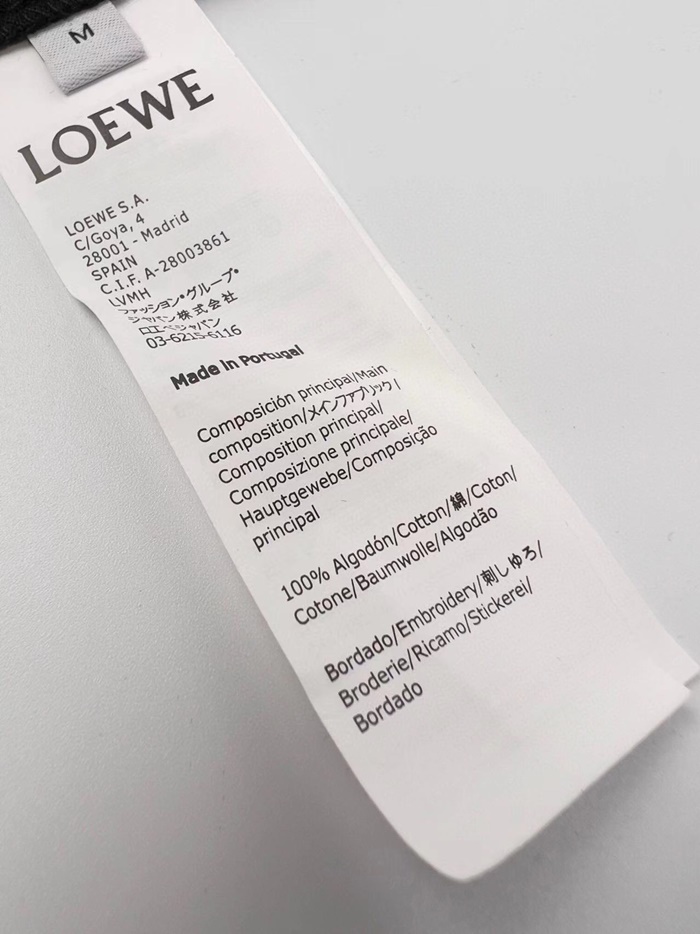 M
LOEWE
LOEWE S.A.
C/Goya, 4
28001 - Madrid
SPAIN
C.I.F. A-28003861
LVMH
ファッション・グループ・
ジャパン株式会社
ロエベジャパン
03-6215-6116
Made in Portugal
Composición principal/Main
composition/メインファブリック/
Composition principal/
Composizione principale/
Hauptgewebe/Composição
principal
100% Algodón/Cotton/綿/Coton/
Cotone/Baumwolle/Algodão
Bordado/Embroidery/刺しゆろ/
Broderie/Ricamo/Stickerei/
Bordado